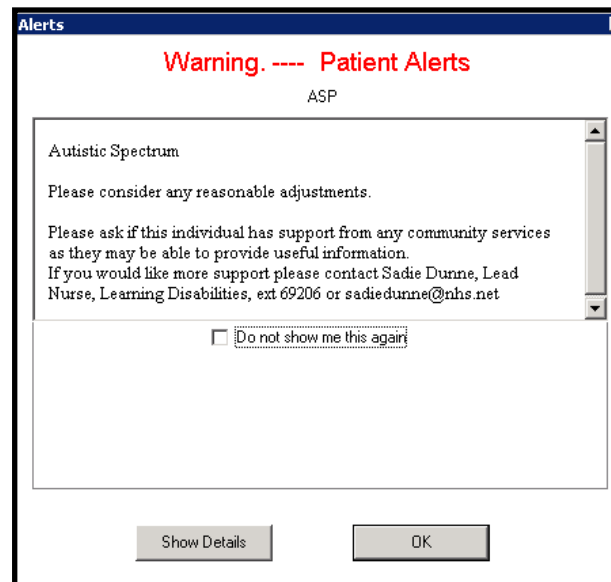 Alerts
Warning. ---- Patient Alerts
ASP
Autistic Spectrum
Please consider any reasonable adjustments.
Please ask if this individual has support from any community services
as they may be able to provide useful information.
If you would like more support please contact Sadie Dunne, Lead
Nurse, Learning Disabilities, ext 69206 or sadiedunne@nhs.net
Do not show me this again
Show Details
OK